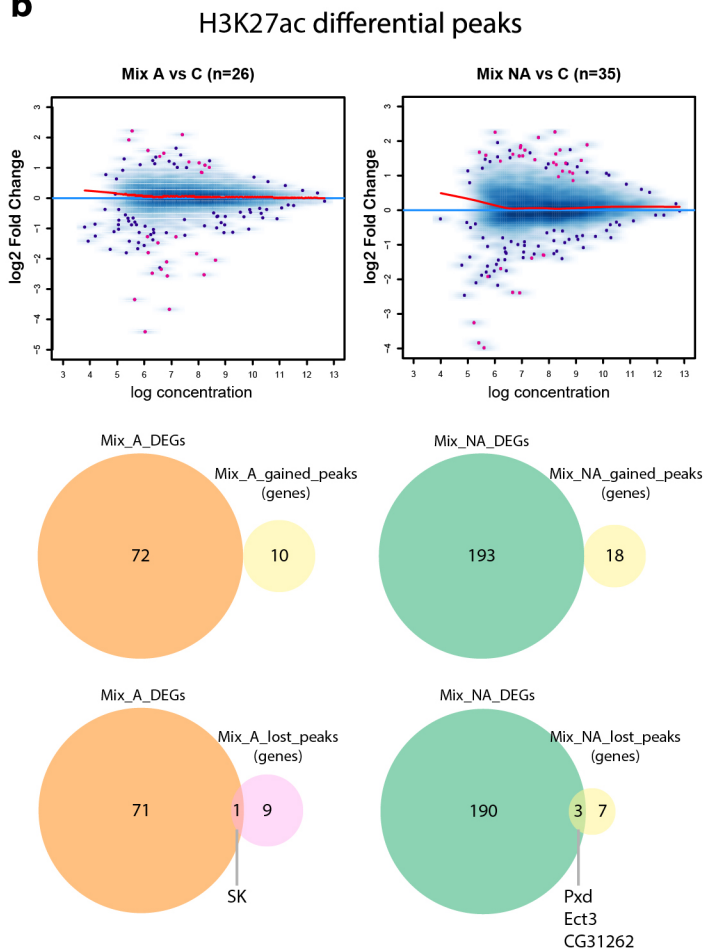 b
H3K27ac differential peaks
Mix A vs C (n=26)
Mix NA vs C (n=35)
log2 Fold Change
3
2
1
0
−1
−2
−3
−4
−5
3 4 5 6 7 8 9 10 11 12 13
log concentration
log2 Fold Change
3
2
1
0
−1
−2
−3
−4
3 4 5 6 7 8 9 10 11 12 13
log concentration
Mix_A_DEGs
Mix_A_gained_peaks
(genes)
72
10
Mix_NA_DEGs
Mix_NA_gained_peaks
(genes)
193
18
Mix_A_DEGs
Mix_A_lost_peaks
(genes)
71
1
9
SK
Mix_NA_DEGs
Mix_NA_lost_peaks
(genes)
190
3
7
Pxd
Ect3
CG31262